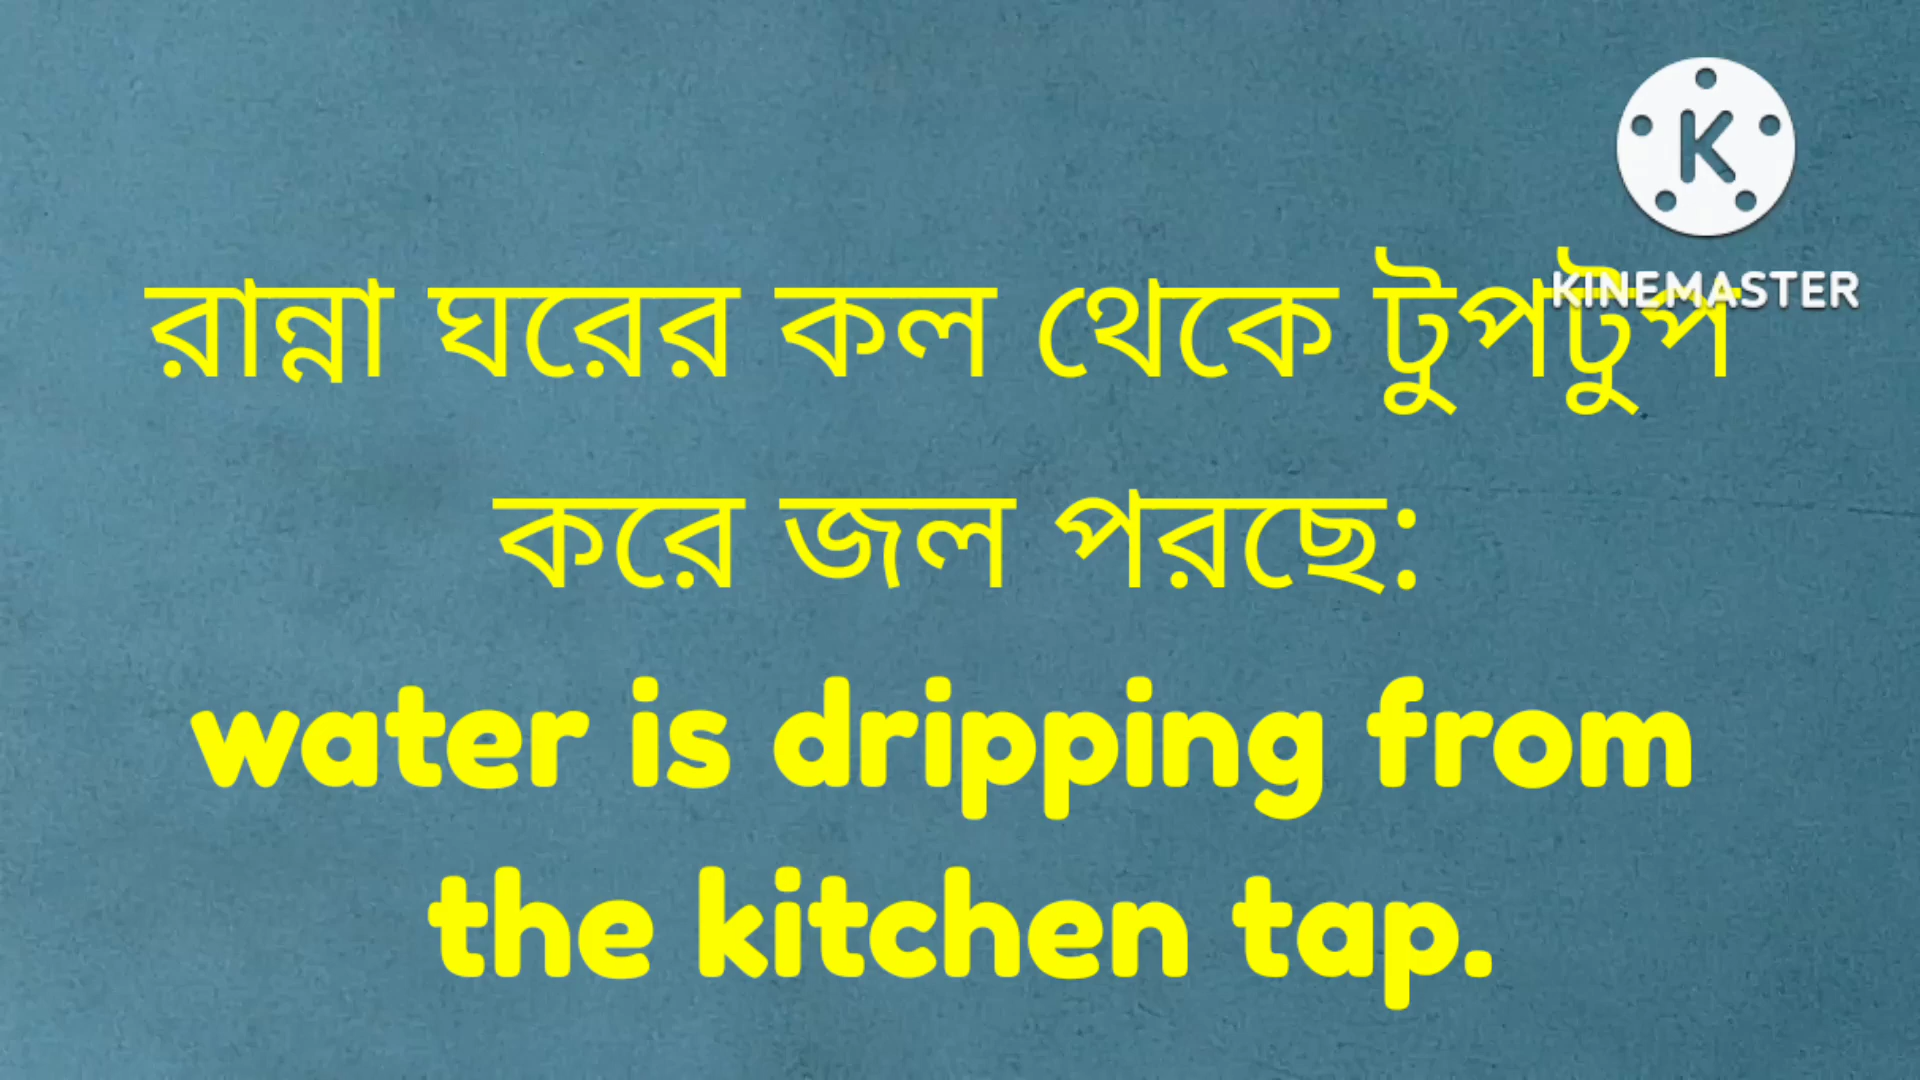 KINEMASTER
রান্না ঘরের কল থেকে টুপটুপ
করে জল পরছে:
water is dripping from
the kitchen tap.